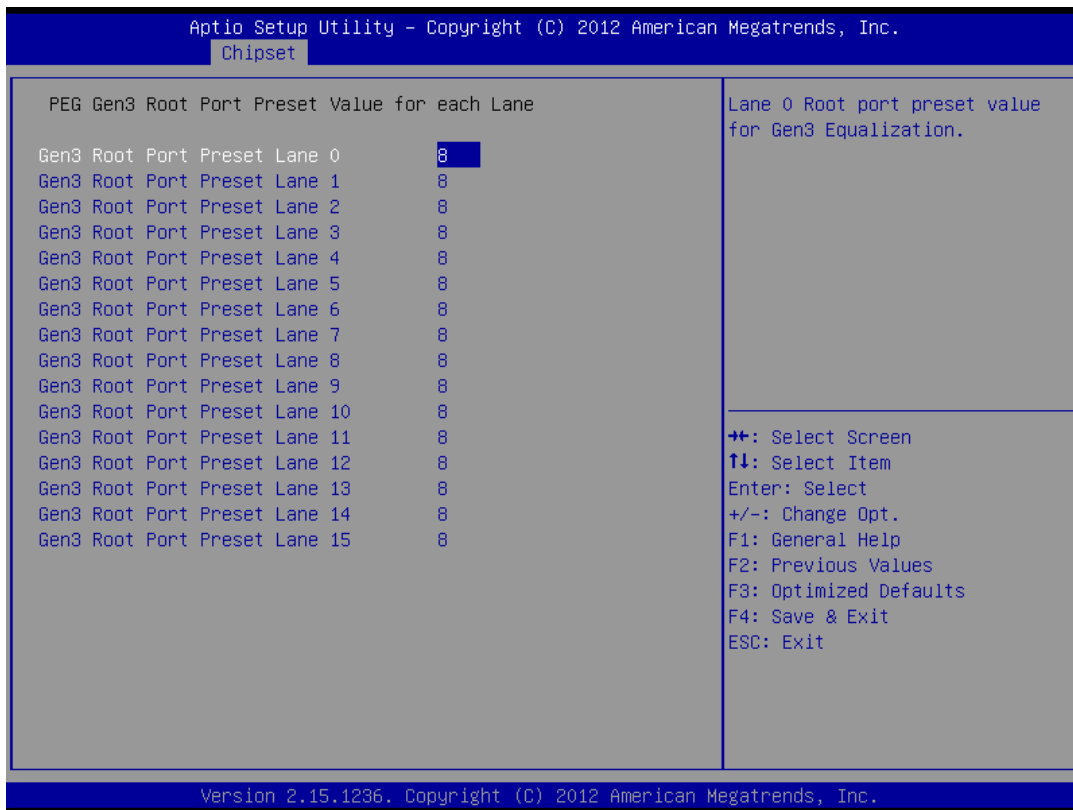 Aptio Setup Utility – Copyright (C) 2012 American Megatrends, Inc.
Chipset
PEG Gen3 Root Port Preset Value for each Lane
Gen3 Root Port Preset Lane 0 8
Gen3 Root Port Preset Lane 1 8
Gen3 Root Port Preset Lane 2 8
Gen3 Root Port Preset Lane 3 8
Gen3 Root Port Preset Lane 4 8
Gen3 Root Port Preset Lane 5 8
Gen3 Root Port Preset Lane 6 8
Gen3 Root Port Preset Lane 7 8
Gen3 Root Port Preset Lane 8 8
Gen3 Root Port Preset Lane 9 8
Gen3 Root Port Preset Lane 10 8
Gen3 Root Port Preset Lane 11 8
Gen3 Root Port Preset Lane 12 8
Gen3 Root Port Preset Lane 13 8
Gen3 Root Port Preset Lane 14 8
Gen3 Root Port Preset Lane 15 8
Lane 0 Root port preset value
for Gen3 Equalization.
→←: Select Screen
↑↓: Select Item
Enter: Select
+/-: Change Opt.
F1: General Help
F2: Previous Values
F3: Optimized Defaults
F4: Save & Exit
ESC: Exit
Version 2.15.1236. Copyright (C) 2012 American Megatrends, Inc.